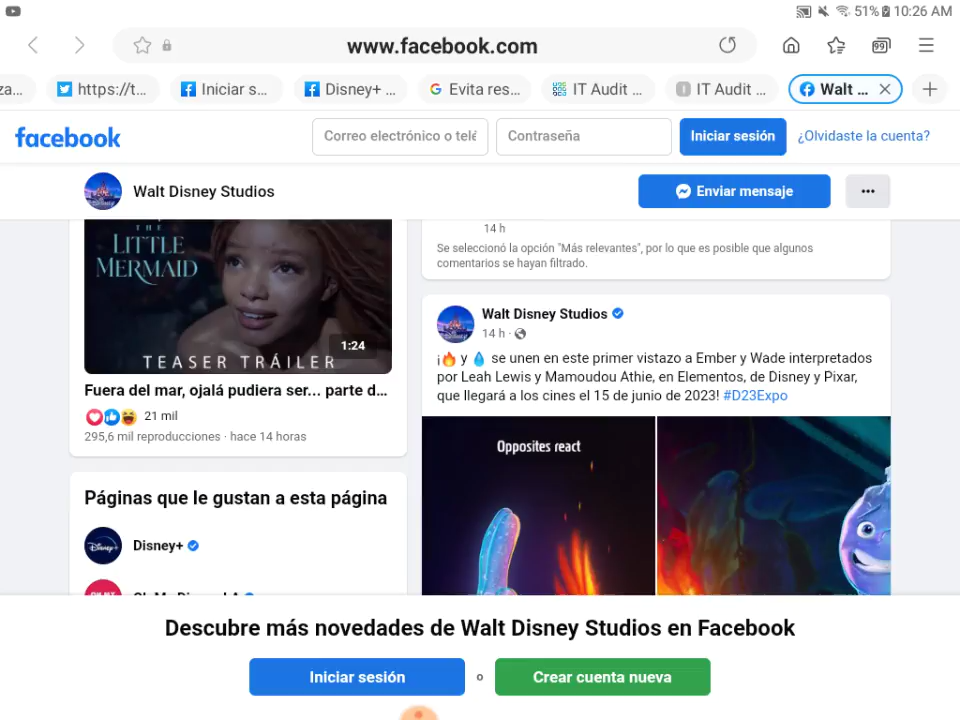 51% 10:26 AM
www.facebook.com
99
za...
https://t...
Iniciar s...
Disney+ ...
Evita res...
IT Audit ...
IT Audit ...
Walt ...
facebook
Correo electrónico o telé
Contraseña
Iniciar sesión
¿Olvidaste la cuenta?
Walt Disney Studios
Enviar mensaje
THE
LITTLE
MERMAID
1:24
TEASER TRÁILER
Fuera del mar, ojalá pudiera ser... parte d...
21 mil
295,6 mil reproducciones · hace 14 horas
Páginas que le gustan a esta página
Disney+
Disney+
14 h
Se seleccionó la opción "Más relevantes", por lo que es posible que algunos
comentarios se hayan filtrado.
Walt Disney Studios
14 h ·
¡🔥 y 💧 se unen en este primer vistazo a Ember y Wade interpretados
por Leah Lewis y Mamoudou Athie, en Elementos, de Disney y Pixar,
que llegará a los cines el 15 de junio de 2023! #D23Expo
Opposites react
Descubre más novedades de Walt Disney Studios en Facebook
Iniciar sesión
o
Crear cuenta nueva